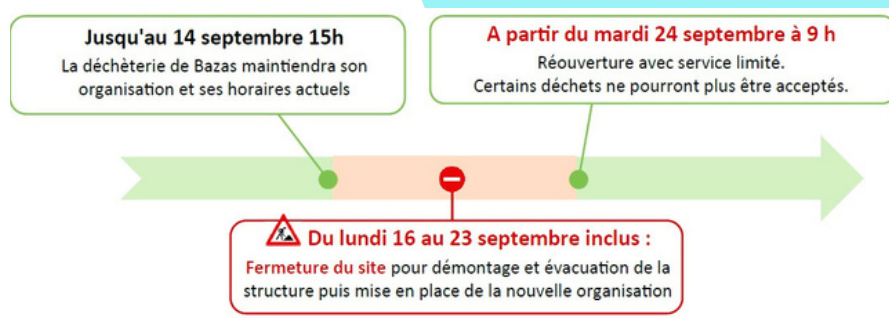 Jusqu'au 14 septembre 15h
La déchèterie de Bazas maintiendra son
organisation et ses horaires actuels
A partir du mardi 24 septembre à 9 h
Réouverture avec service limité.
Certains déchets ne pourront plus être acceptés.
Du lundi 16 au 23 septembre inclus :
Fermeture du site pour démontage et évacuation de la
structure puis mise en place de la nouvelle organisation